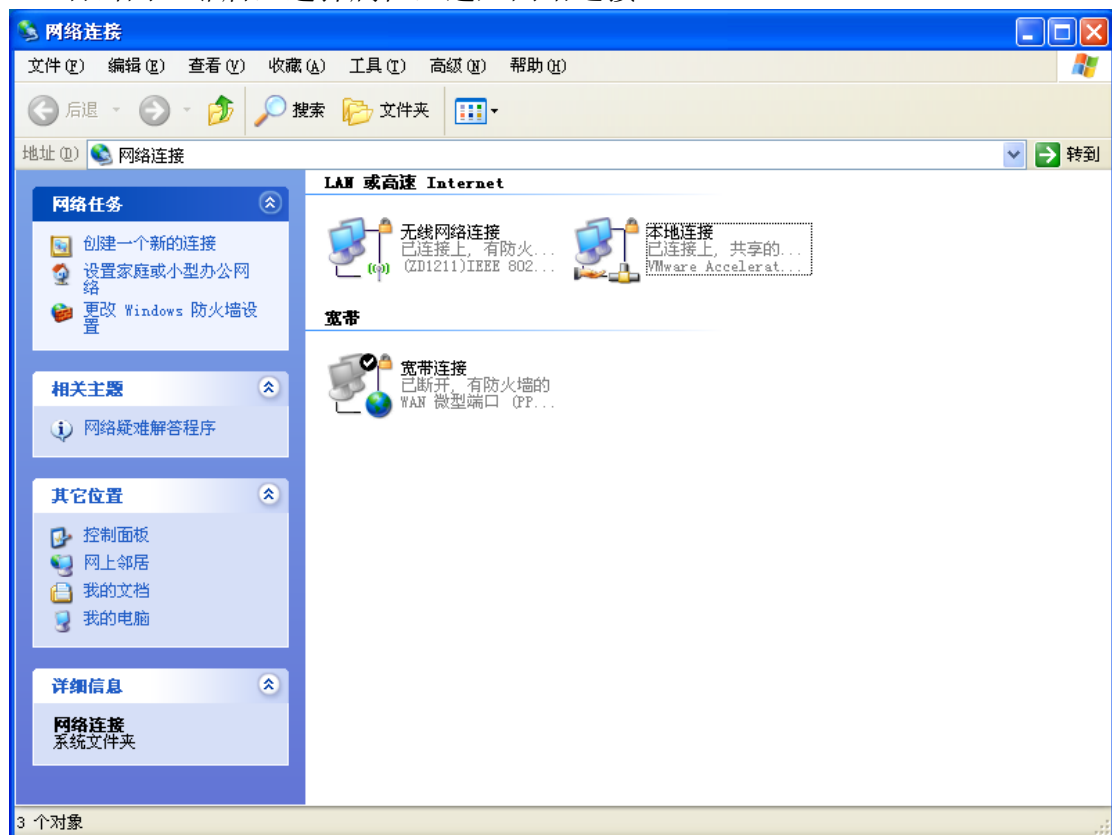 网络连接
文件(F) 编辑(E) 查看(V) 收藏(A) 工具(T) 高级(N) 帮助(H)
后退 搜索 文件夹
地址(D) 网络连接 转到
网络任务
创建一个新的连接
设置家庭或小型办公网
络
更改 Windows 防火墙设
置
相关主题
网络疑难解答程序
其它位置
控制面板
网上邻居
我的文档
我的电脑
详细信息
网络连接
系统文件夹
LAN 或高速 Internet
无线网络连接
已连接上, 有防火...
(ZD1211)IEEE 802...
本地连接
已连接上, 共享的...
VMware Accelerat...
宽带
宽带连接
已断开, 有防火墙的
WAN 微型端口 (PP...
3 个对象